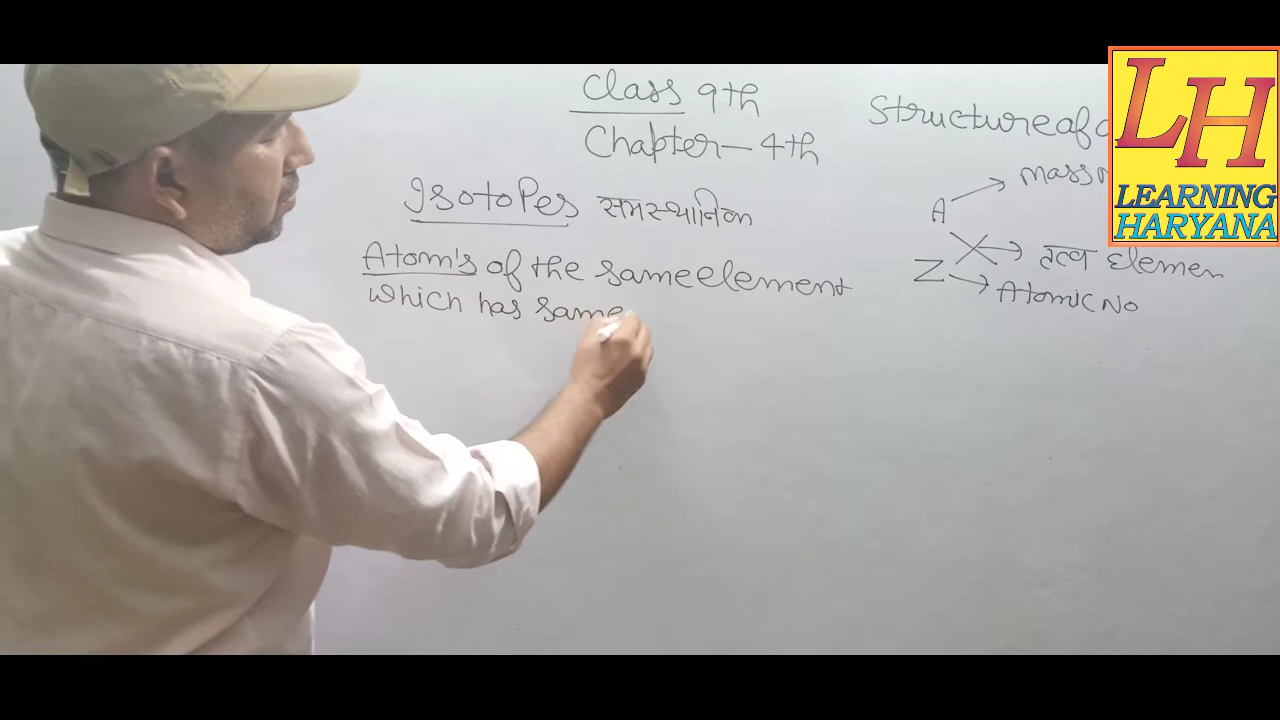 Class 9th
Chapter - 4th
Structure of a
Isotopes समस्थानिक
Atom's of the same element
which has same
A → mass N
X → तत्व Elemen
Z → Atomic No
LH
LEARNING
HARYANA